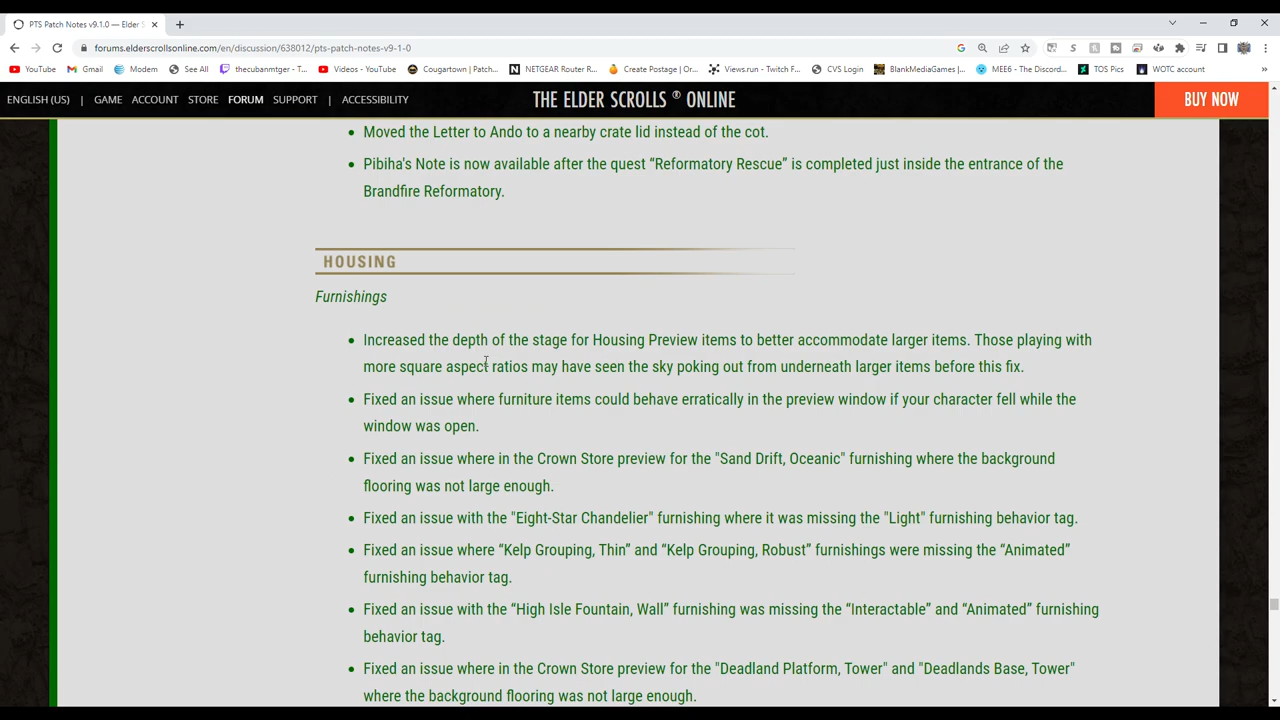 PTS Patch Notes v9.1.0 — Elder S
forums.elderscrollsonline.com/en/discussion/638012/pts-patch-notes-v9-1-0
YouTube Gmail Modem See All thecubanmtger - T... Videos - YouTube Cougartown | Patch... NETGEAR Router R... Create Postage | Or... Views.run - Twitch F... CVS Login BlankMediaGames |... MEE6 - The Discord... TOS Pics WOTC account »
ENGLISH (US) | GAME ACCOUNT STORE FORUM SUPPORT | ACCESSIBILITY THE ELDER SCROLLS ® ONLINE BUY NOW
• Moved the Letter to Ando to a nearby crate lid instead of the cot.
• Pibiha's Note is now available after the quest “Reformatory Rescue” is completed just inside the entrance of the
Brandfire Reformatory.
HOUSING
Furnishings
• Increased the depth of the stage for Housing Preview items to better accommodate larger items. Those playing with
more square aspect ratios may have seen the sky poking out from underneath larger items before this fix.
• Fixed an issue where furniture items could behave erratically in the preview window if your character fell while the
window was open.
• Fixed an issue where in the Crown Store preview for the "Sand Drift, Oceanic" furnishing where the background
flooring was not large enough.
• Fixed an issue with the "Eight-Star Chandelier" furnishing where it was missing the "Light" furnishing behavior tag.
• Fixed an issue where “Kelp Grouping, Thin” and “Kelp Grouping, Robust” furnishings were missing the “Animated”
furnishing behavior tag.
• Fixed an issue with the “High Isle Fountain, Wall” furnishing was missing the “Interactable” and “Animated” furnishing
behavior tag.
• Fixed an issue where in the Crown Store preview for the "Deadland Platform, Tower" and "Deadlands Base, Tower"
where the background flooring was not large enough.